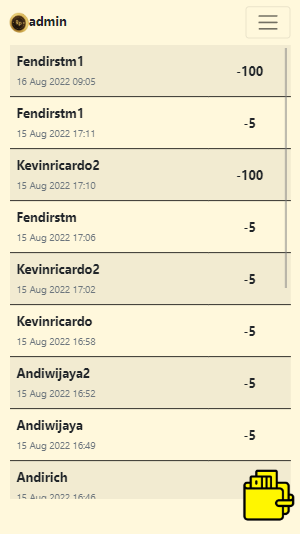 admin
Fendirstm1
-100
16 Aug 2022 09:05
Fendirstm1
-5
15 Aug 2022 17:11
Kevinricardo2
-100
15 Aug 2022 17:10
Fendirstm
-5
15 Aug 2022 17:06
Kevinricardo2
-5
15 Aug 2022 17:02
Kevinricardo
-5
15 Aug 2022 16:58
Andiwijaya2
-5
15 Aug 2022 16:52
Andiwijaya
-5
15 Aug 2022 16:49
Andirich
15 Aug 2022 16:46